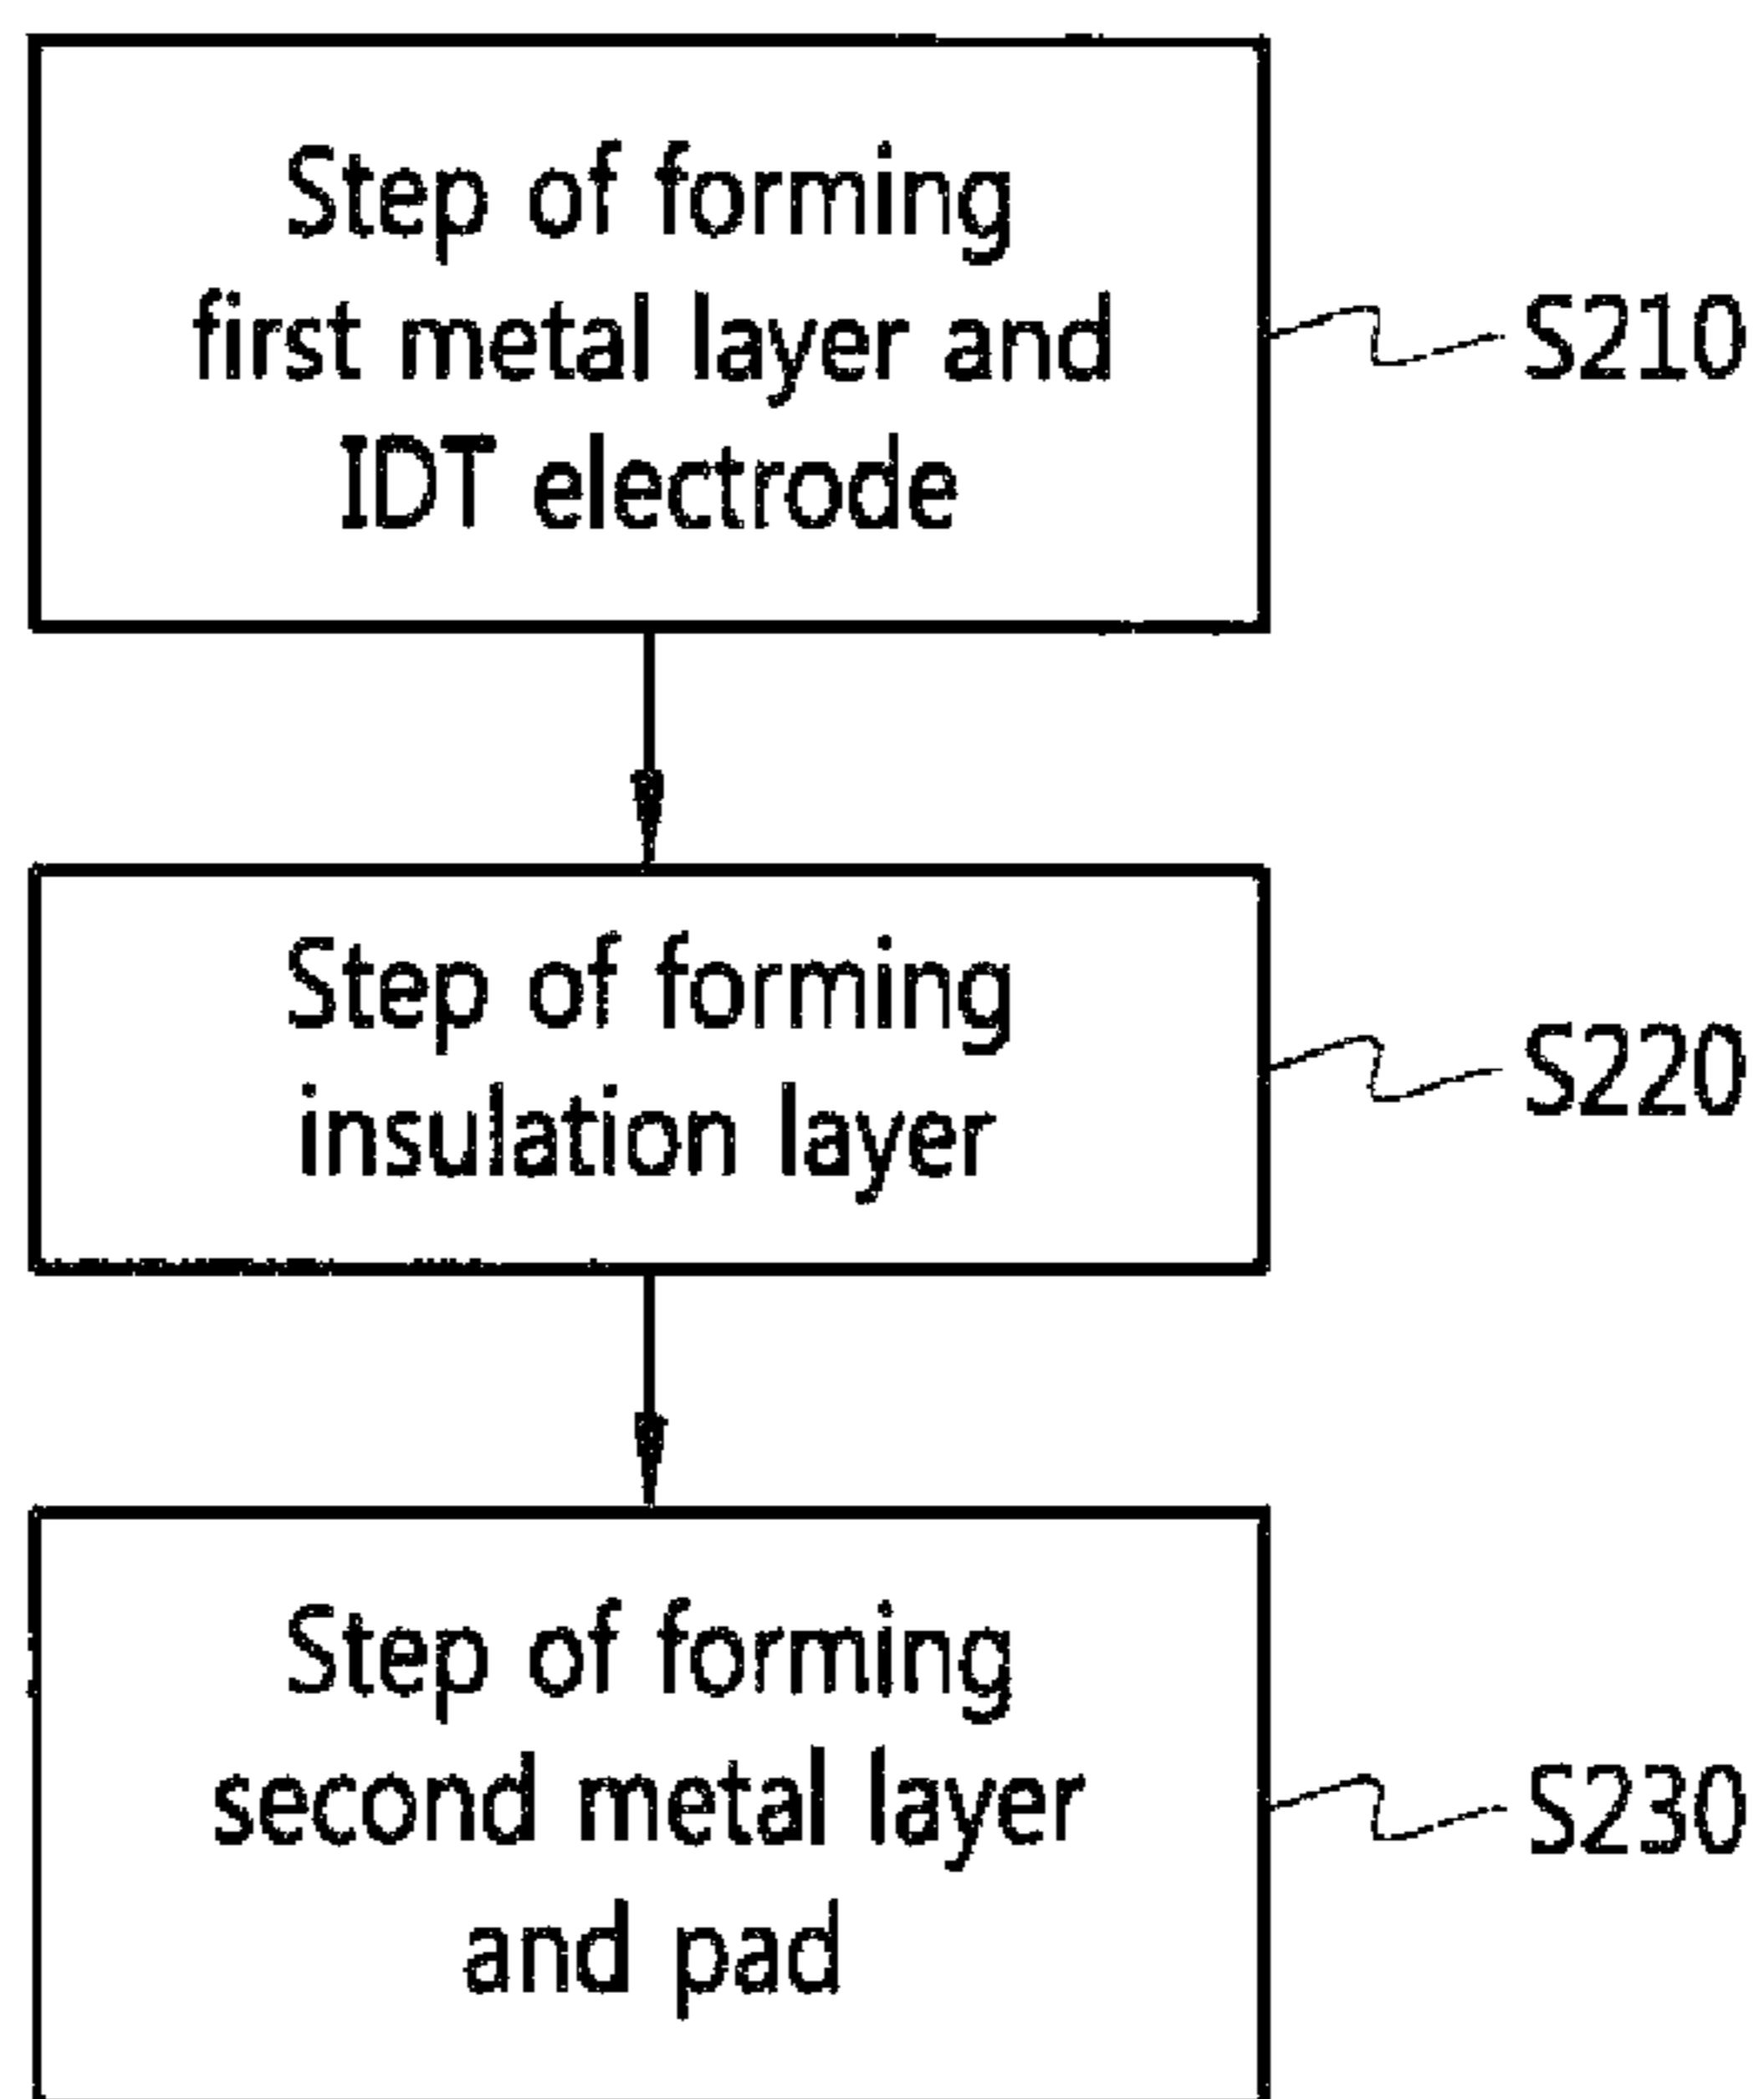 Step of forming
first metal layer and
IDT electrode
S210
Step of forming
insulation layer
S220
Step of forming
second metal layer
and pad
S230